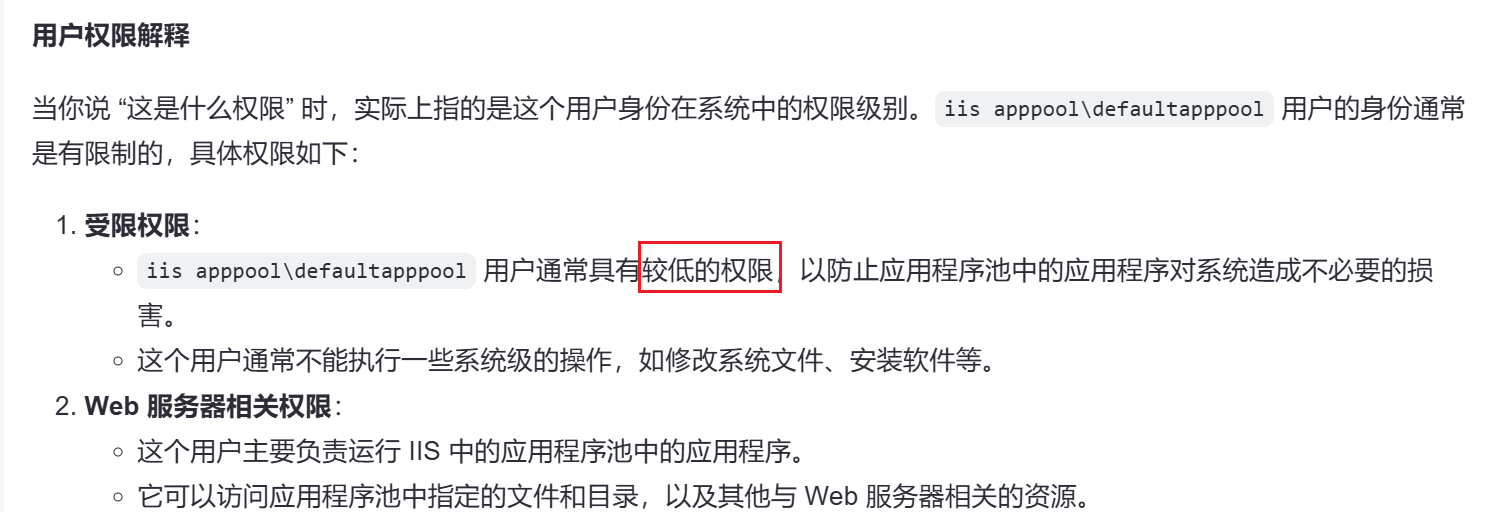 用户权限解释
当你说 “这是什么权限” 时，实际上指的是这个用户身份在系统中的权限级别。 iis apppool\defaultapppool 用户的身份通常
是有限制的，具体权限如下：
1. 受限权限：
○ iis apppool\defaultapppool 用户通常具有较低的权限，以防止应用程序池中的应用程序对系统造成不必要的损
害。
○ 这个用户通常不能执行一些系统级的操作，如修改系统文件、安装软件等。
2. Web 服务器相关权限：
○ 这个用户主要负责运行 IIS 中的应用程序池中的应用程序。
○ 它可以访问应用程序池中指定的文件和目录，以及其他与 Web 服务器相关的资源。